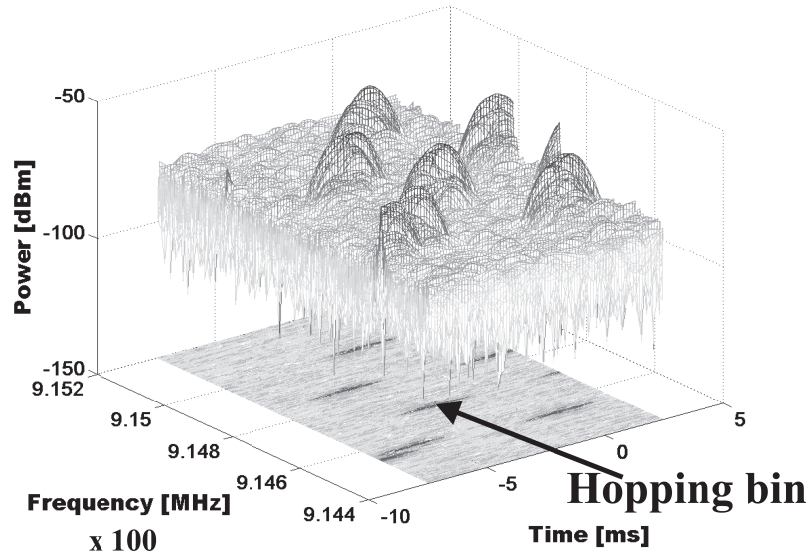 -50
-100
-150
Power [dBm]
9.152
9.15
9.148
9.146
9.144
Frequency [MHz]
x 100
-10
-5
0
5
Time [ms]
Hopping bin